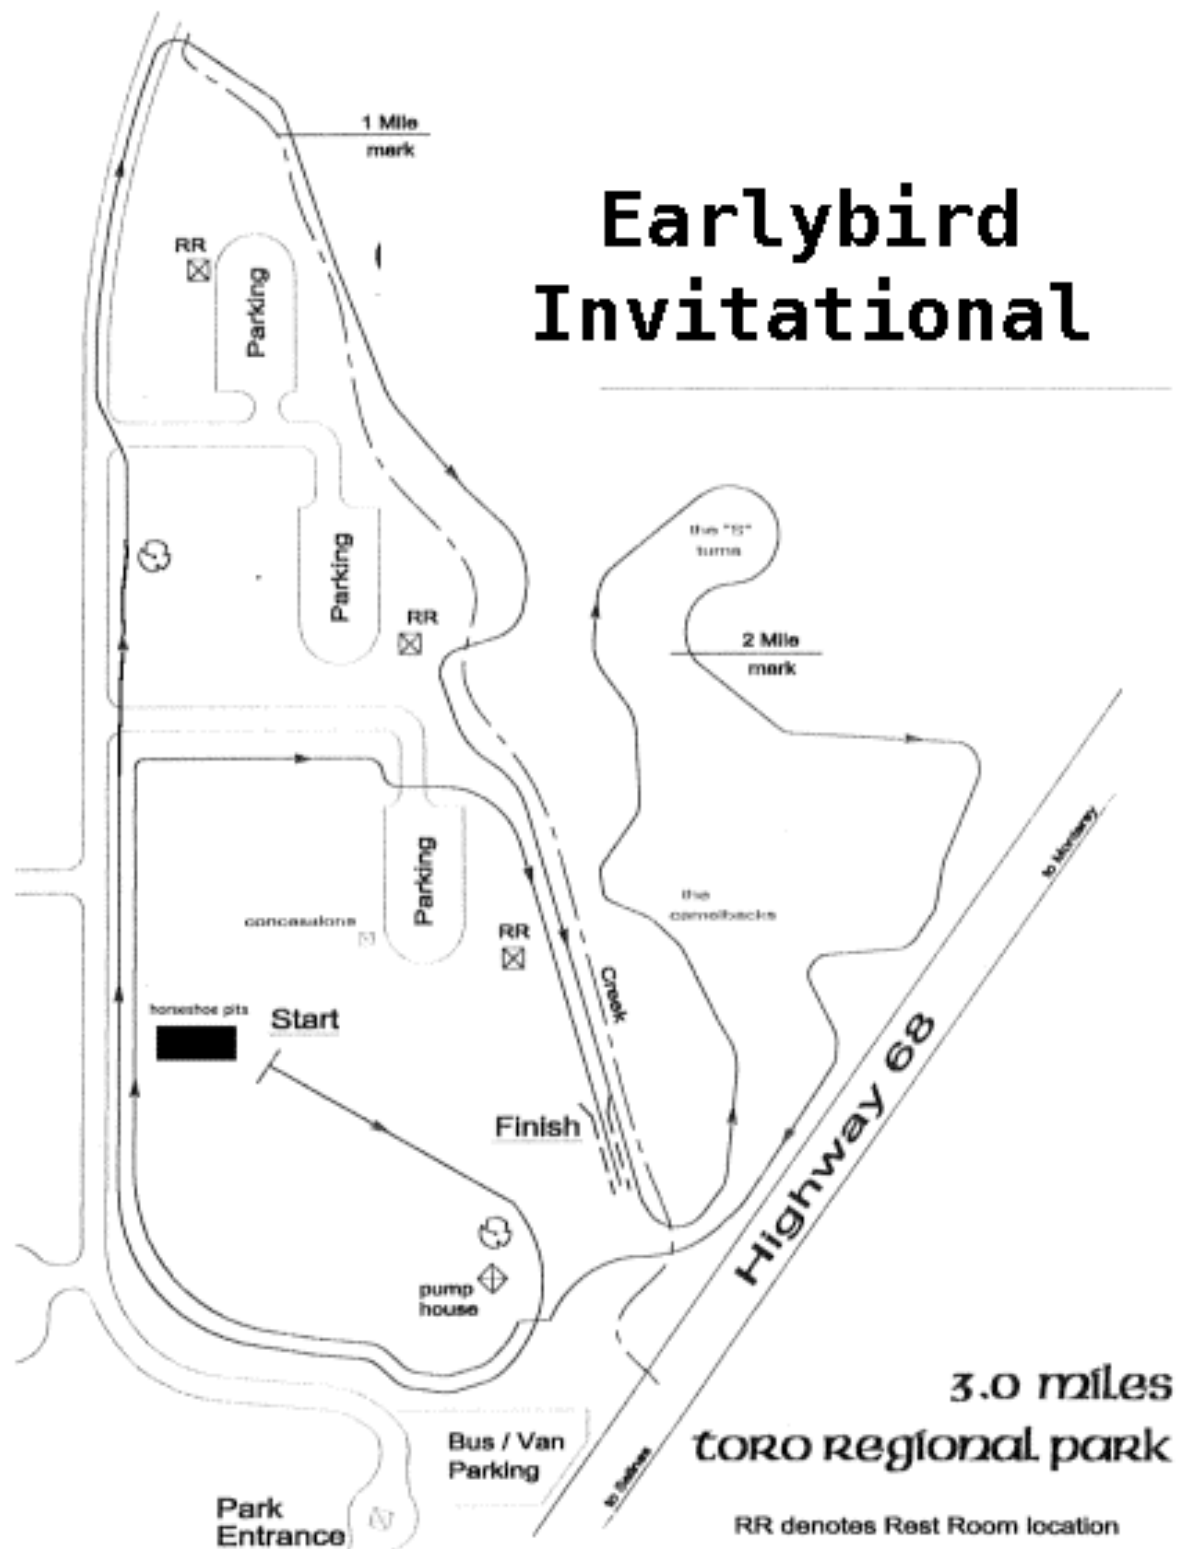 1 Mile
mark
Earlybird
Invitational
RR
Parking
the "S"
turns
Parking
RR
2 Mile
mark
to Monterey
Parking
the
camelbacks
concessions
RR
Creek
horseshoe pits
Start
Highway 68
Finish
pump
house
3.0 miles
toro regional park
Bus / Van
Parking
to Salinas
Park
Entrance
RR denotes Rest Room location